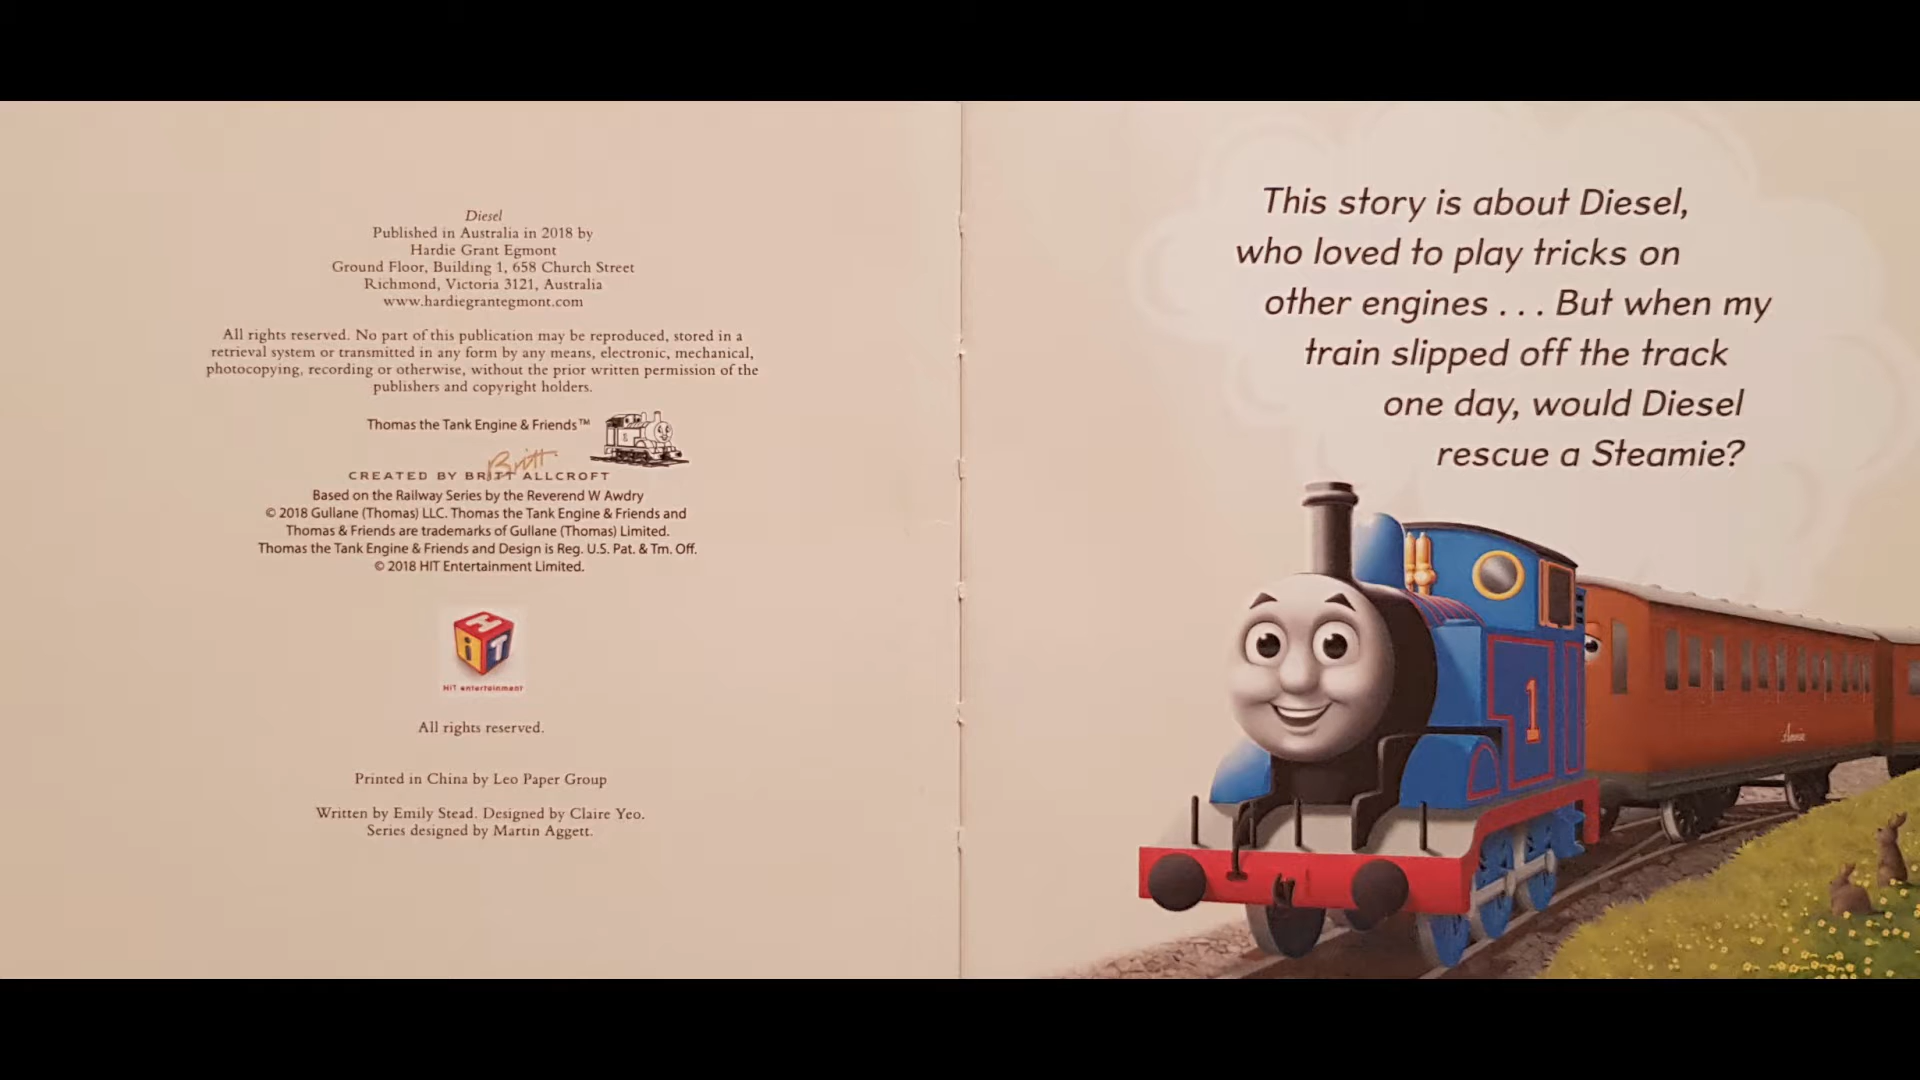 Diesel
Published in Australia in 2018 by
Hardie Grant Egmont
Ground Floor, Building 1, 658 Church Street
Richmond, Victoria 3121, Australia
www.hardiegrantegmont.com
All rights reserved. No part of this publication may be reproduced, stored in a
retrieval system or transmitted in any form by any means, electronic, mechanical,
photocopying, recording or otherwise, without the prior written permission of the
publishers and copyright holders.
Thomas the Tank Engine & Friends™
1
Britt
CREATED BY BRITT ALLCROFT
Based on the Railway Series by the Reverend W Awdry
© 2018 Gullane (Thomas) LLC. Thomas the Tank Engine & Friends and
Thomas & Friends are trademarks of Gullane (Thomas) Limited.
Thomas the Tank Engine & Friends and Design is Reg. U.S. Pat. & Tm. Off.
© 2018 HIT Entertainment Limited.
HiT
HiT entertainment
All rights reserved.
Printed in China by Leo Paper Group
Written by Emily Stead. Designed by Claire Yeo.
Series designed by Martin Aggett.
This story is about Diesel,
who loved to play tricks on
other engines . . . But when my
train slipped off the track
one day, would Diesel
rescue a Steamie?
1
Annie